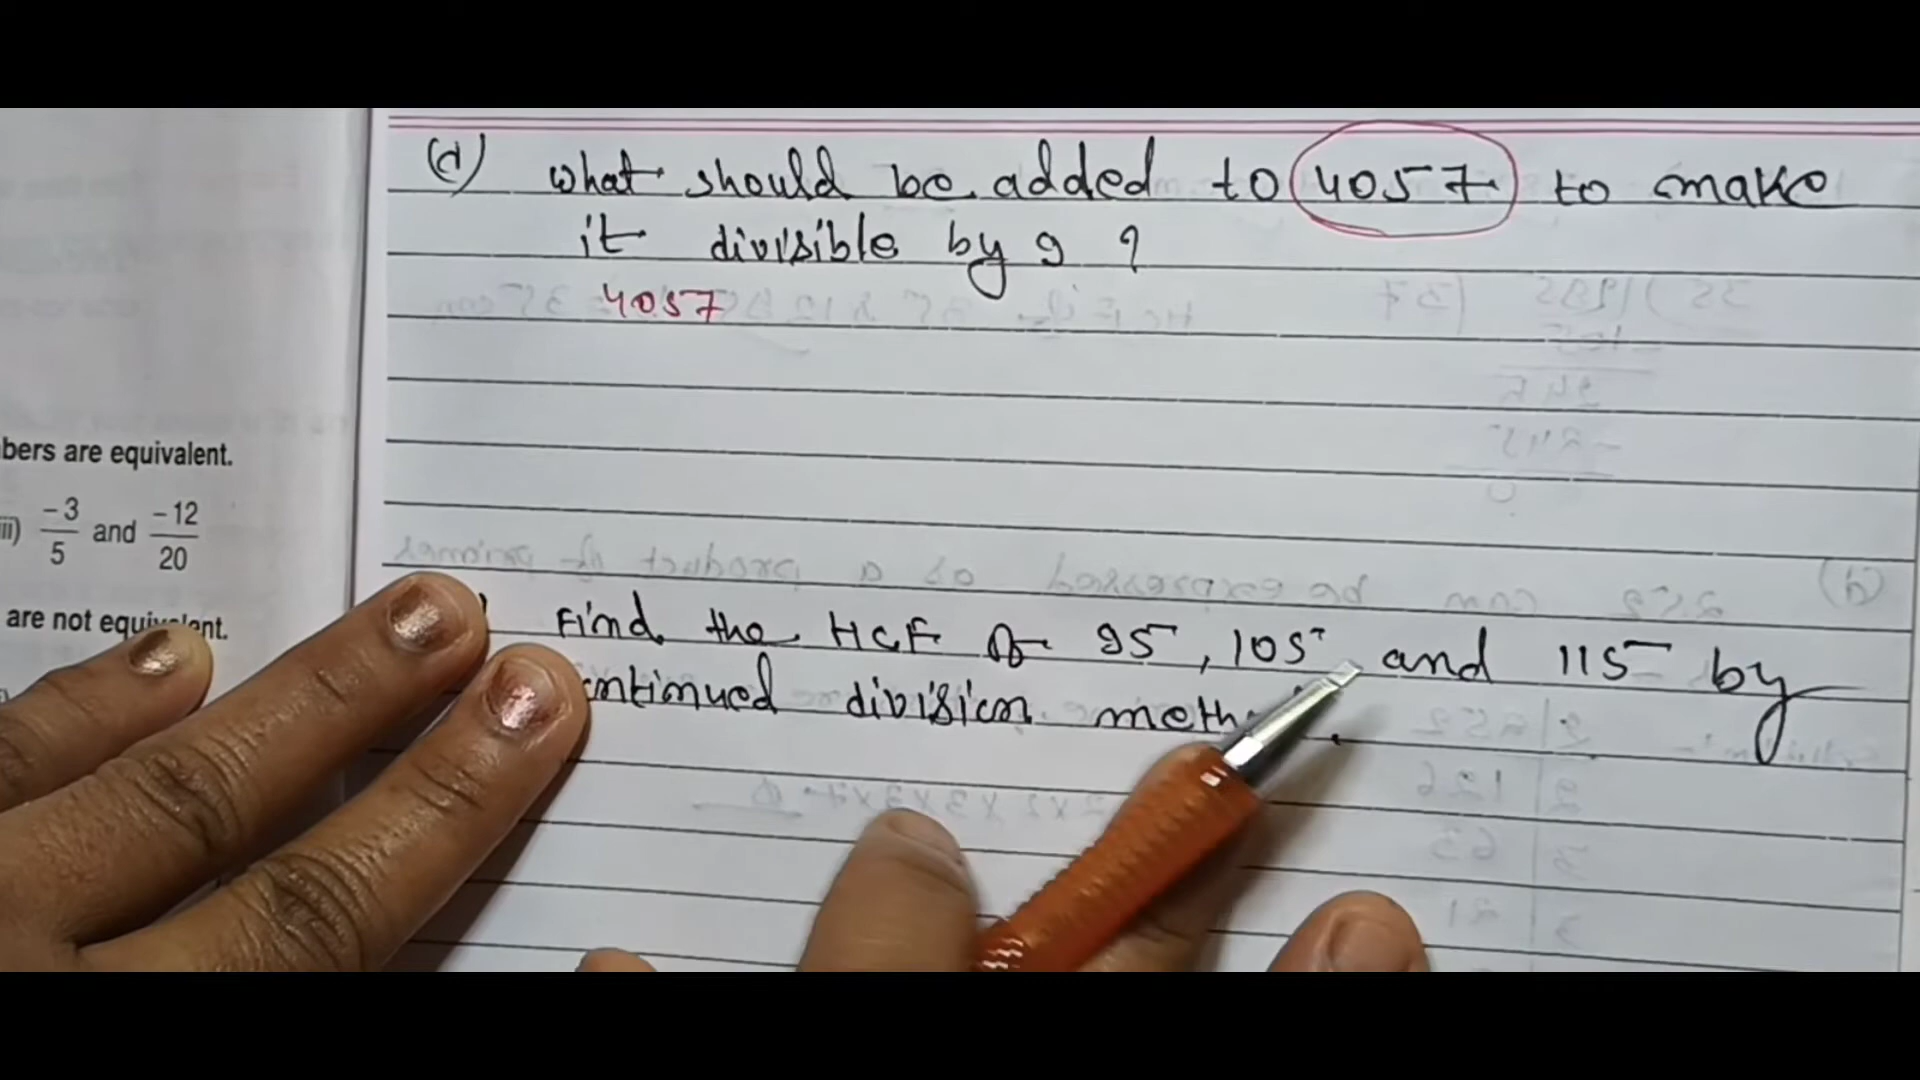 bers are equivalent.
iii) -3/5 and -12/20
are not equivalent.
(d) what should be added to 4057 to make
it divisible by 9 ?
4057
Find the HCF of 95, 105 and 115 by
ntinued division meth